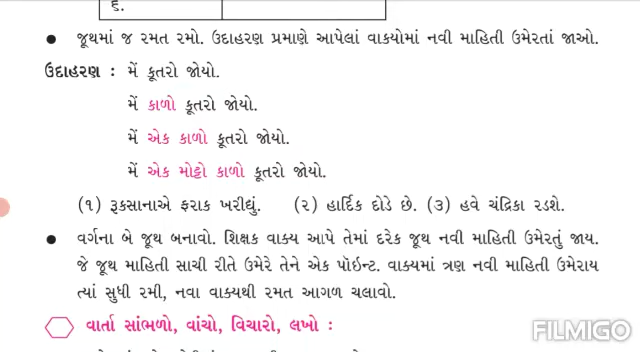 ૬.
● જૂથમાં જ રમત રમો. ઉદાહરણ પ્રમાણે આપેલાં વાક્યોમાં નવી માહિતી ઉમેરતાં જાઓ.
ઉદાહરણ : મેં કૂતરો જોયો.
મેં કાળો કૂતરો જોયો.
મેં એક કાળો કૂતરો જોયો.
મેં એક મોટ્ટો કાળો કૂતરો જોયો.
(૧) રૂકસાનાએ ફરાક ખરીદ્યું. (૨) હાર્દિક દોડે છે. (૩) હવે ચંદ્રિકા રડશે.
● વર્ગના બે જૂથ બનાવો. શિક્ષક વાક્ય આપે તેમાં દરેક જૂથ નવી માહિતી ઉમેરતું જાય.
જે જૂથ માહિતી સાચી રીતે ઉમેરે તેને એક પૉઇન્ટ. વાક્યમાં ત્રણ નવી માહિતી ઉમેરાય
ત્યાં સુધી રમી, નવા વાક્યથી રમત આગળ ચલાવો.
વાર્તા સાંભળો, વાંચો, વિચારો, લખો :
FILMIGO